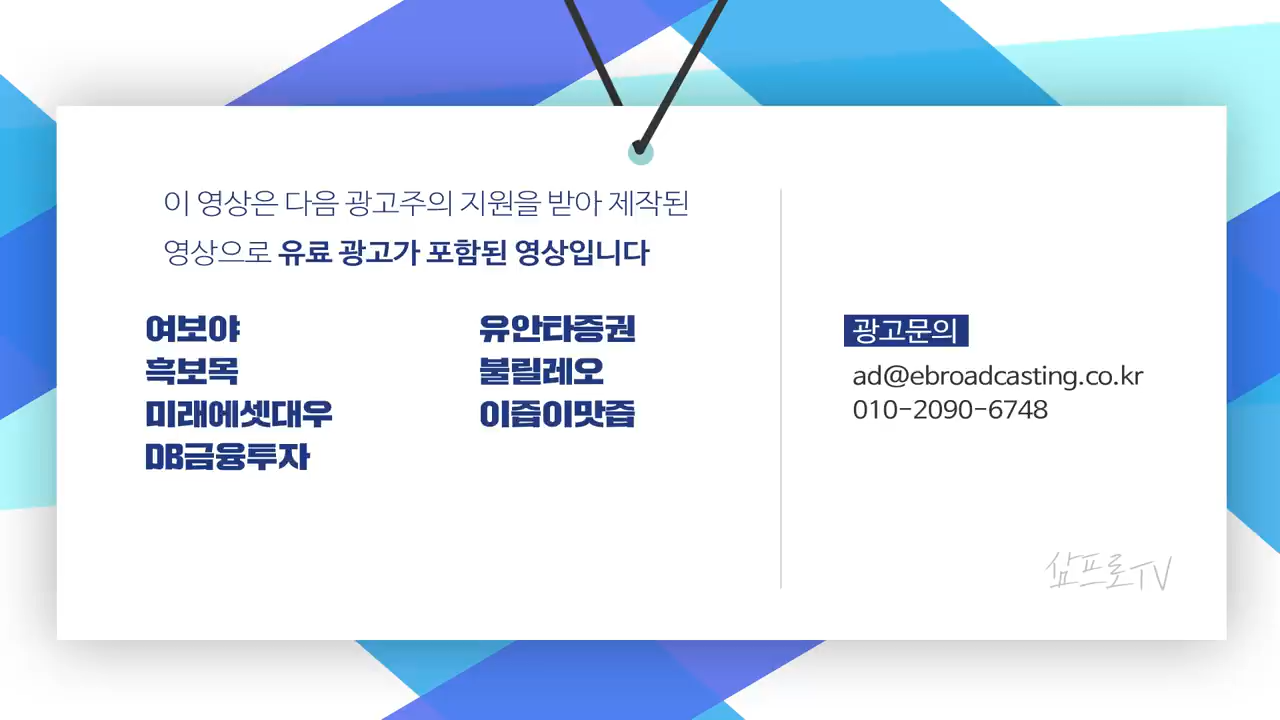 이 영상은 다음 광고주의 지원을 받아 제작된
영상으로 유료 광고가 포함된 영상입니다
여보야
흑보목
미래에셋대우
DB금융투자
유안타증권
불릴레오
이즙이맛즙
광고문의
ad@ebroadcasting.co.kr
010-2090-6748
삼프로TV